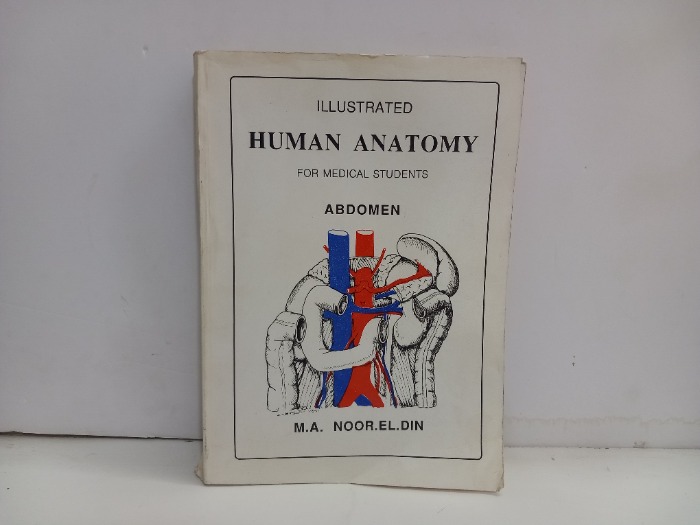 ILLUSTRATED
HUMAN ANATOMY
FOR MEDICAL STUDENTS
ABDOMEN
M.A. NOOR.EL.DIN